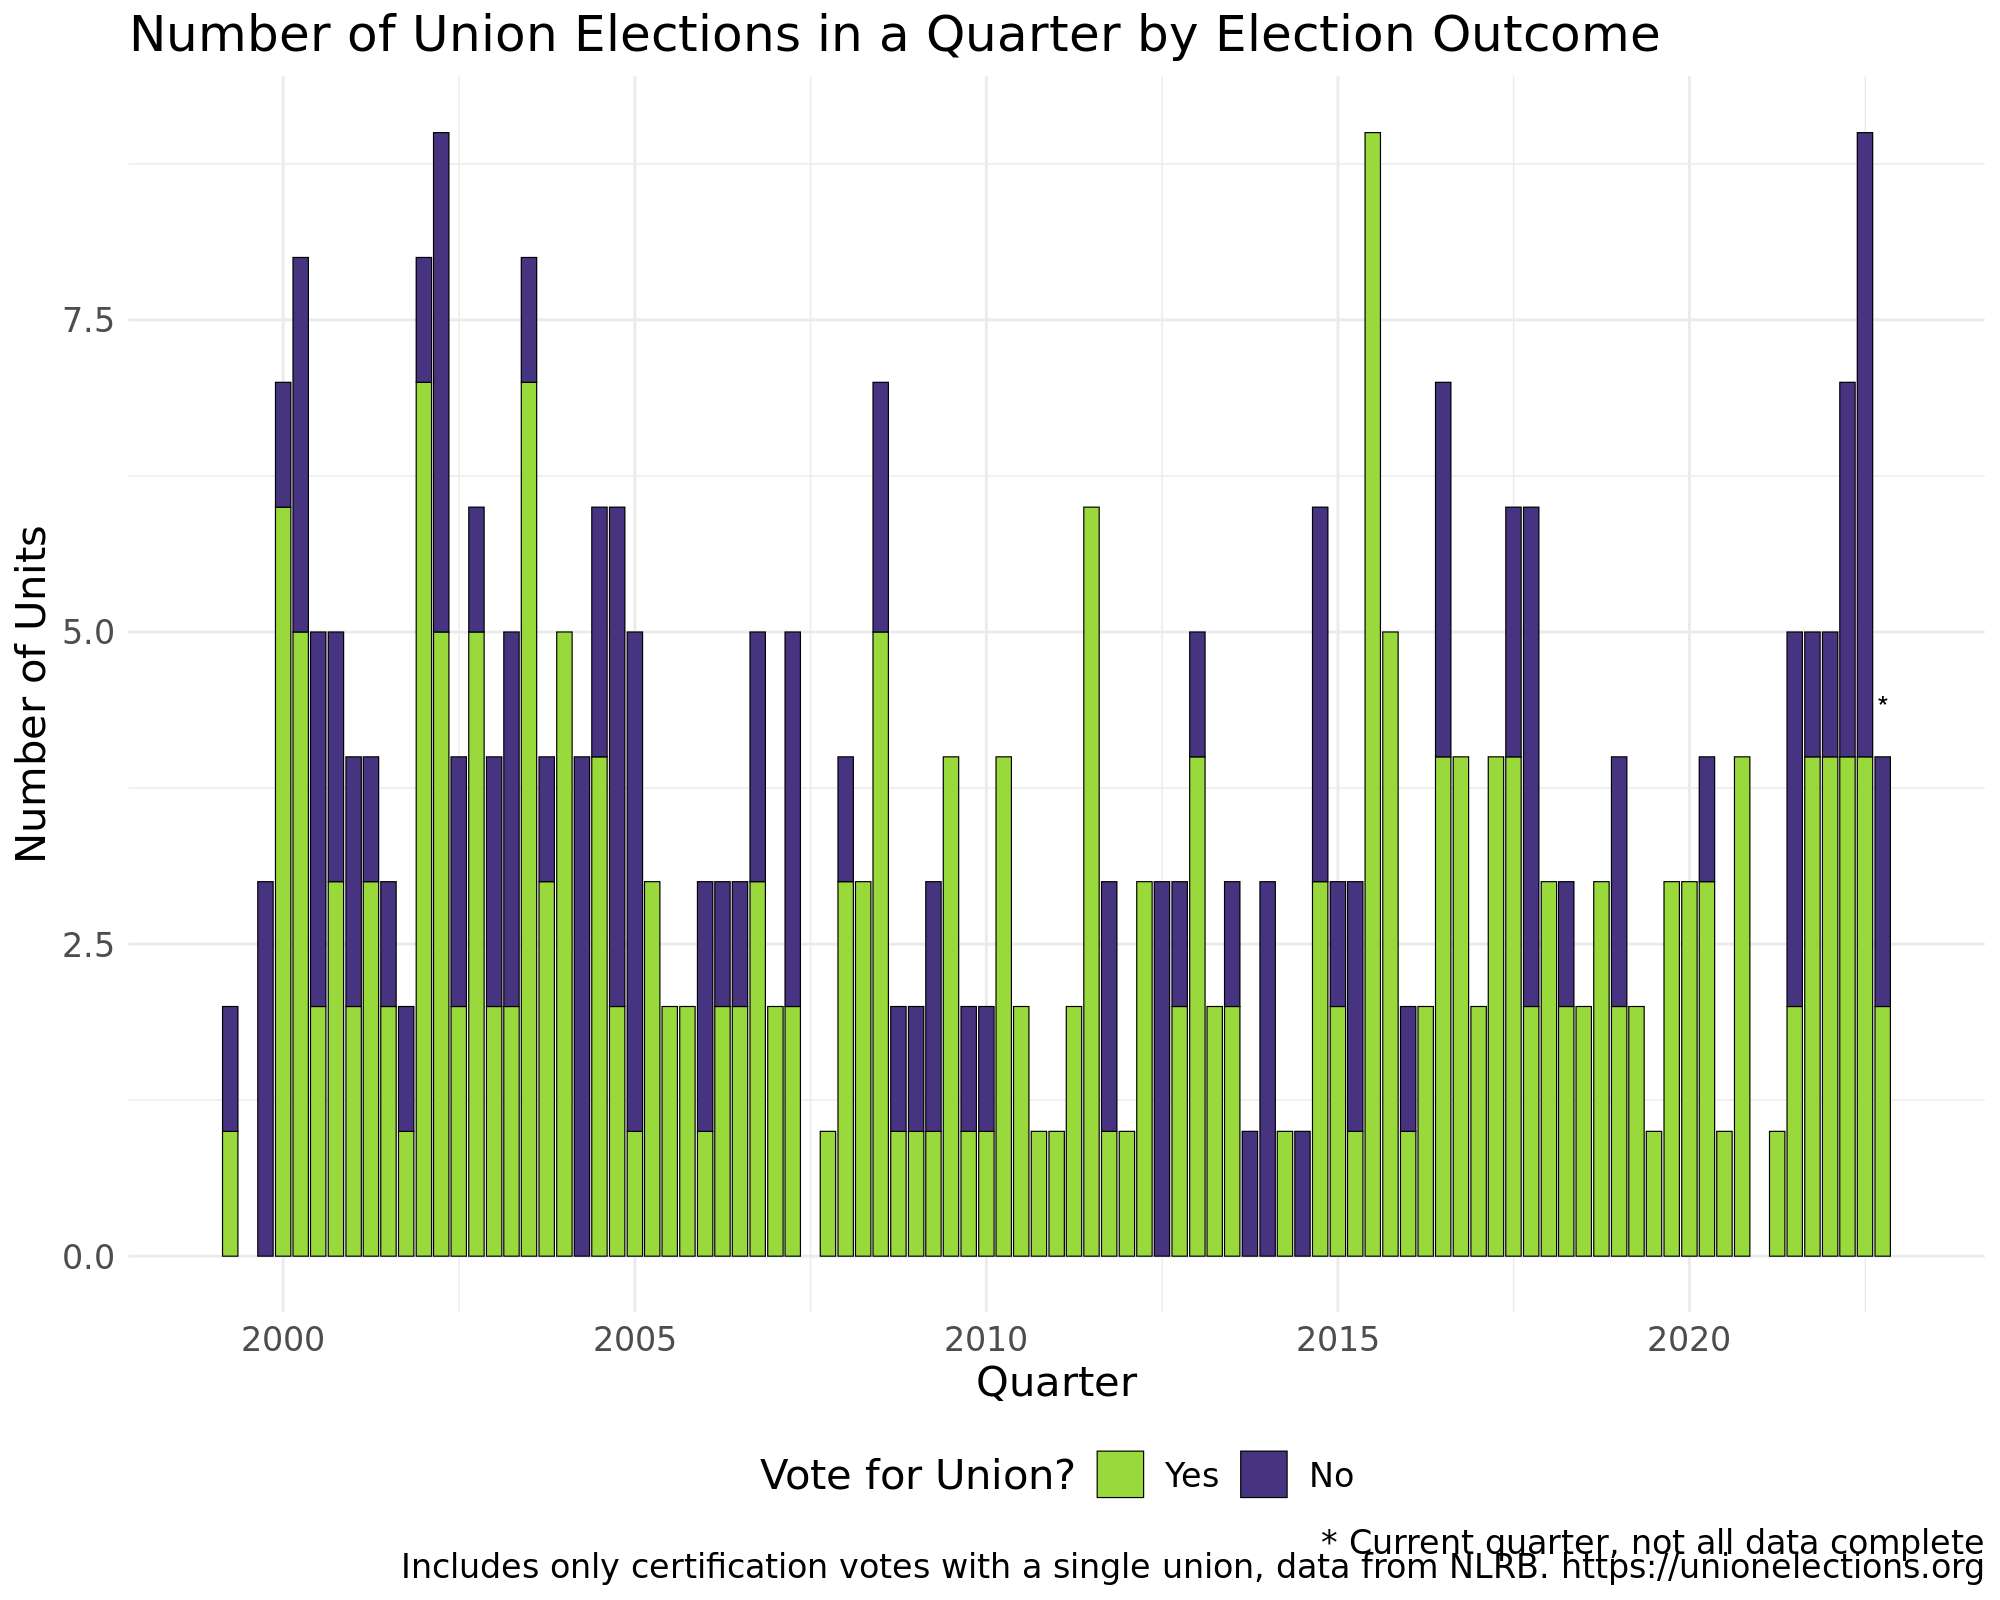 Number of Union Elections in a Quarter by Election Outcome
Number of Units
7.5
5.0
2.5
0.0
*
2000 2005 2010 2015 2020
Quarter
Vote for Union? Yes No
* Current quarter, not all data complete
Includes only certification votes with a single union, data from NLRB. https://unionelections.org